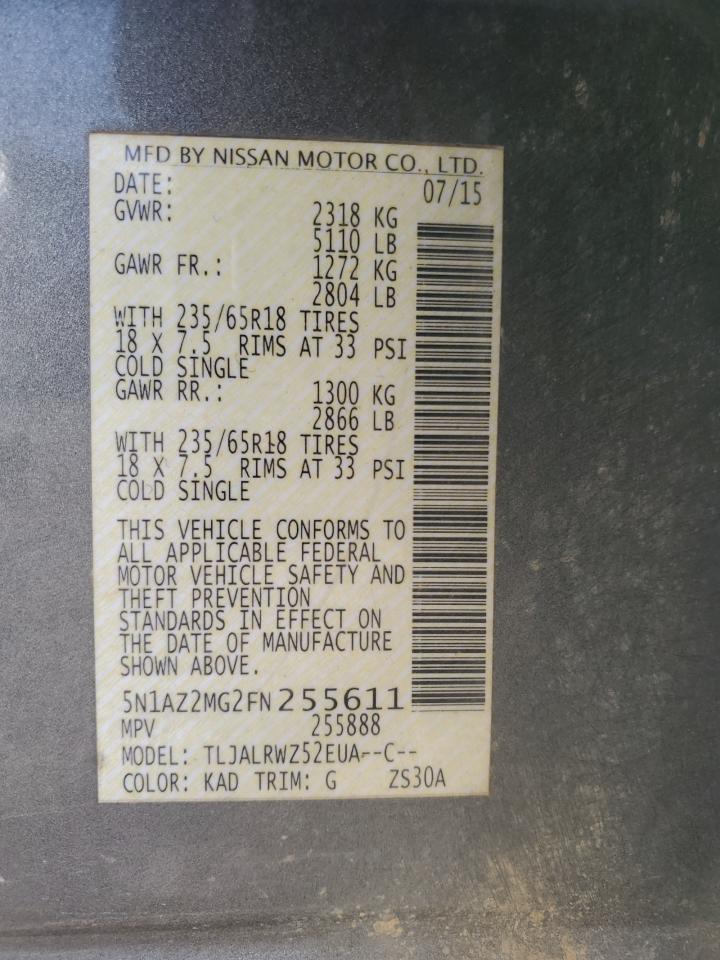 MFD BY NISSAN MOTOR CO., LTD.
DATE: 07/15
GVWR: 2318 KG
5110 LB
GAWR FR.: 1272 KG
2804 LB
WITH 235/65R18 TIRES
18 X 7.5 RIMS AT 33 PSI
COLD SINGLE
GAWR RR.: 1300 KG
2866 LB
WITH 235/65R18 TIRES
18 X 7.5 RIMS AT 33 PSI
COLD SINGLE
THIS VEHICLE CONFORMS TO
ALL APPLICABLE FEDERAL
MOTOR VEHICLE SAFETY AND
THEFT PREVENTION
STANDARDS IN EFFECT ON
THE DATE OF MANUFACTURE
SHOWN ABOVE.
5N1AZ2MG2FN255611
MPV 255888
MODEL: TLJALRWZ52EUA--C--
COLOR: KAD TRIM: G ZS30A